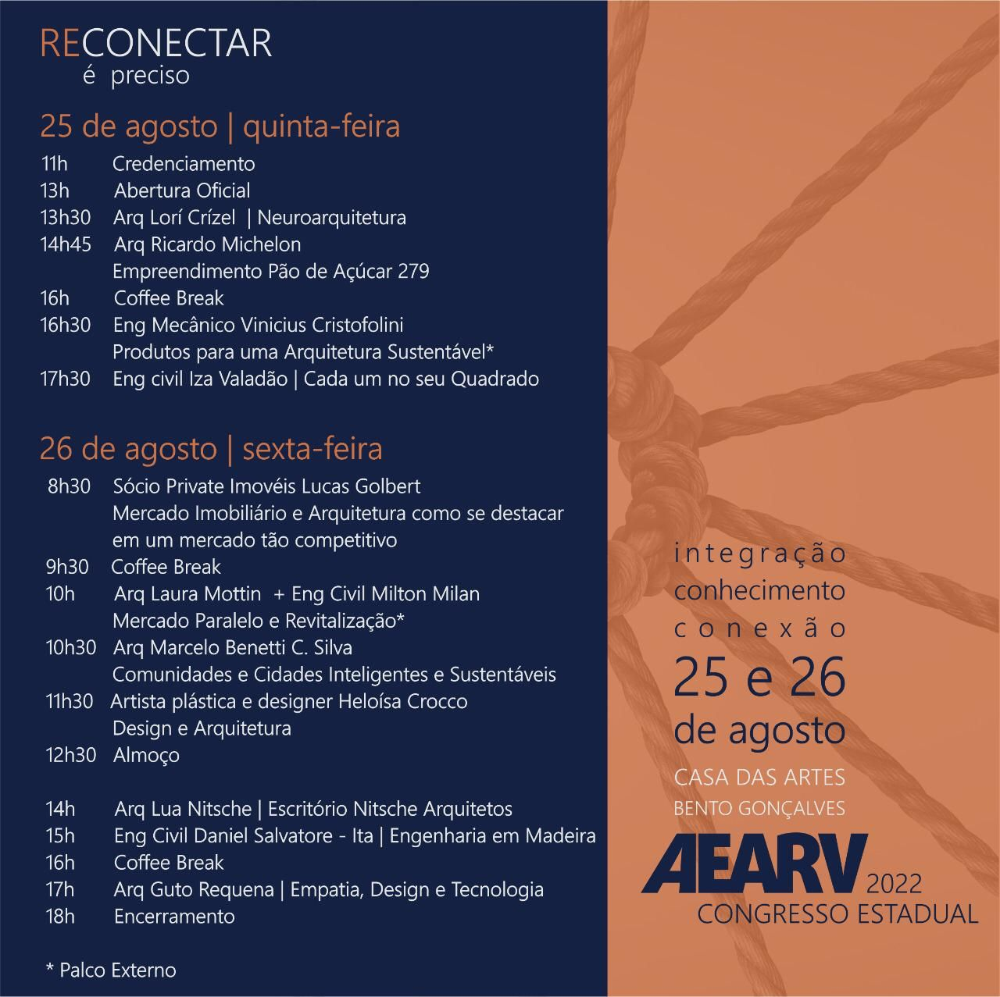 RECONECTAR
é preciso
25 de agosto | quinta-feira
11h Credenciamento
13h Abertura Oficial
13h30 Arq Lorí Crízel | Neuroarquitetura
14h45 Arq Ricardo Michelon
Empreendimento Pão de Açúcar 279
16h Coffee Break
16h30 Eng Mecânico Vinicius Cristofolini
Produtos para uma Arquitetura Sustentável*
17h30 Eng civil Iza Valadão | Cada um no seu Quadrado
26 de agosto | sexta-feira
8h30 Sócio Private Imovéis Lucas Golbert
Mercado Imobiliário e Arquitetura como se destacar
em um mercado tão competitivo
9h30 Coffee Break
10h Arq Laura Mottin + Eng Civil Milton Milan
Mercado Paralelo e Revitalização*
10h30 Arq Marcelo Benetti C. Silva
Comunidades e Cidades Inteligentes e Sustentáveis
11h30 Artista plástica e designer Heloísa Crocco
Design e Arquitetura
12h30 Almoço
14h Arq Lua Nitsche | Escritório Nitsche Arquitetos
15h Eng Civil Daniel Salvatore - Ita | Engenharia em Madeira
16h Coffee Break
17h Arq Guto Requena | Empatia, Design e Tecnologia
18h Encerramento
* Palco Externo
integração
conhecimento
conexão
25 e 26
de agosto
CASA DAS ARTES
BENTO GONÇALVES
AEARV 2022
CONGRESSO ESTADUAL